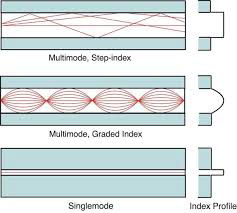 Multimode, Step-index
Multimode, Graded Index
Singlemode
Index Profile